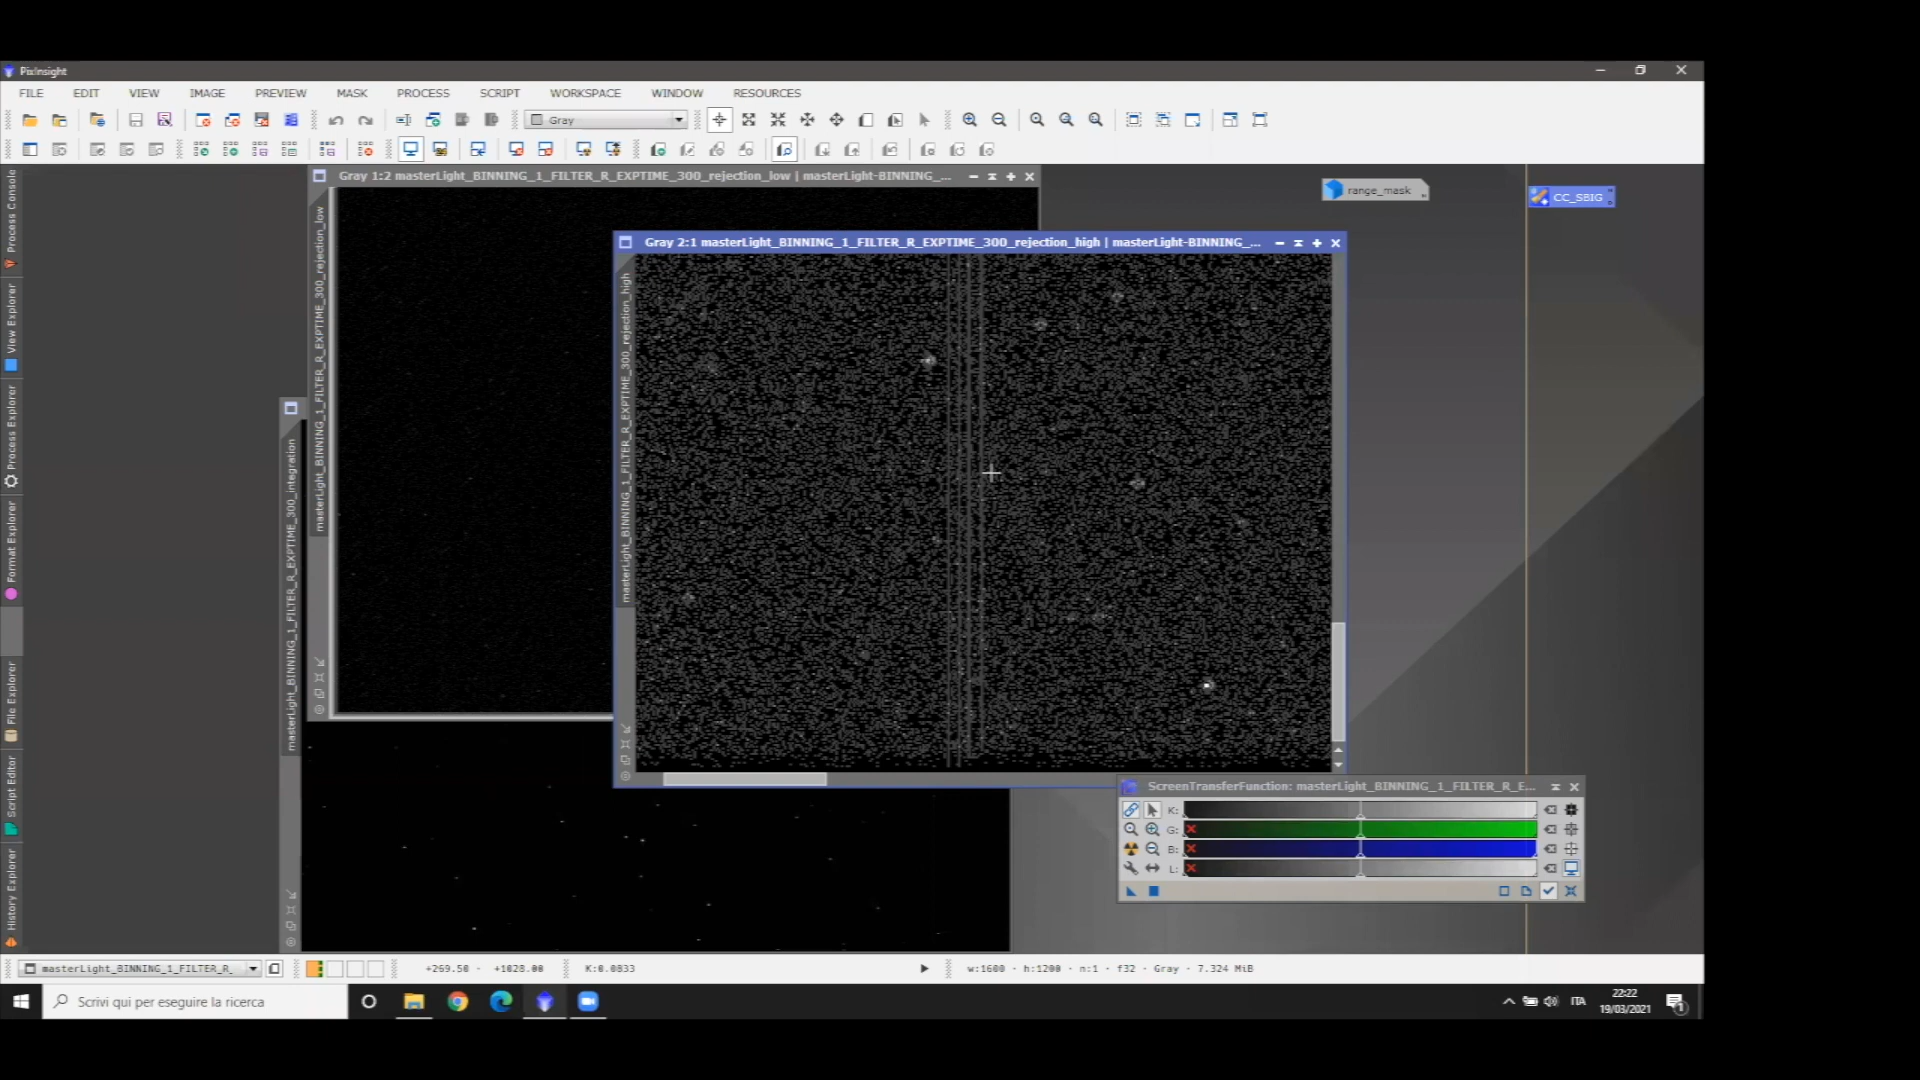 PixInsight
FILE EDIT VIEW IMAGE PREVIEW MASK PROCESS SCRIPT WORKSPACE WINDOW RESOURCES
Gray
Gray 1:2 masterLight_BINNING_1_FILTER_R_EXPTIME_300_rejection_low | masterLight-BINNING_...
range_mask
CC_SBIG
Gray 2:1 masterLight_BINNING_1_FILTER_R_EXPTIME_300_rejection_high | masterLight-BINNING_...
Process Console
View Explorer
Process Explorer
Format Explorer
File Explorer
Script Editor
History Explorer
masterLight_BINNING_1_FILTER_R_EXPTIME_300_rejection_low
masterLight_BINNING_1_FILTER_R_EXPTIME_300_rejection_high
masterLight_BINNING_1_FILTER_R_EXPTIME_300_integration
ScreenTransferFunction: masterLight_BINNING_1_FILTER_R_E...
K:
G:
B:
L:
masterLight_BINNING_1_FILTER_R_
+269.50 · +1028.00
K:0.0833
w:1600 · h:1200 · n:1 · f32 · Gray · 7.324 MiB
Scrivi qui per eseguire la ricerca
ITA
22:22
19/03/2021
1